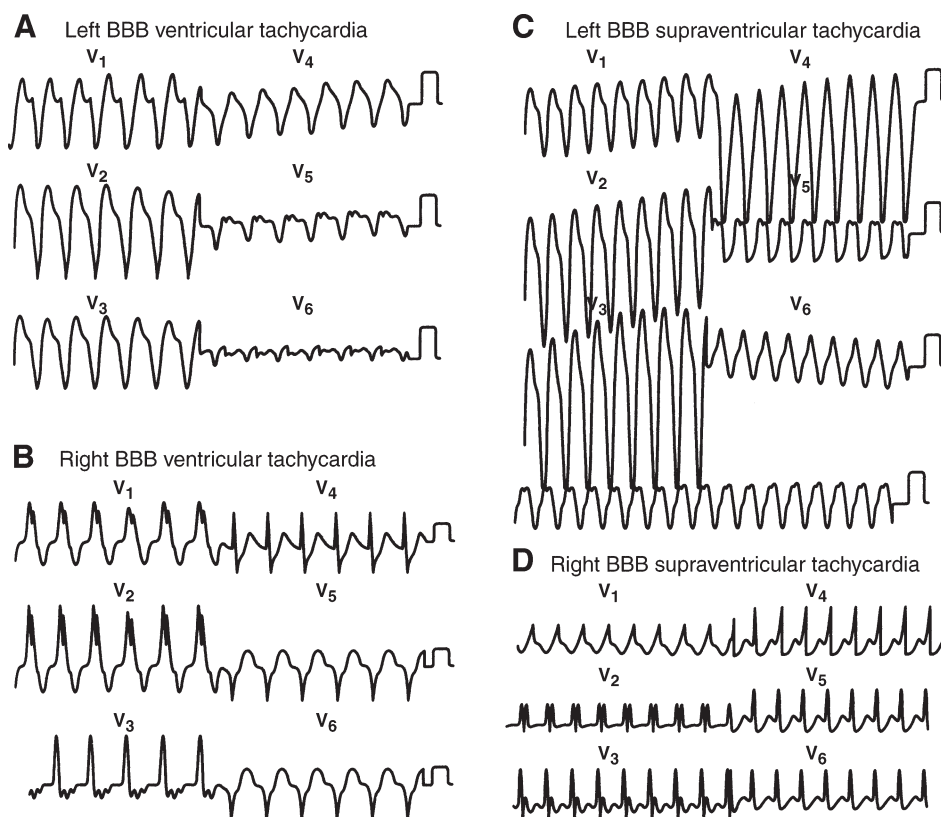 A Left BBB ventricular tachycardia
V1 V4
V2 V5
V3 V6
B Right BBB ventricular tachycardia
V1 V4
V2 V5
V3 V6
C Left BBB supraventricular tachycardia
V1 V4
V2 V5
V3 V6
D Right BBB supraventricular tachycardia
V1 V4
V2 V5
V3 V6